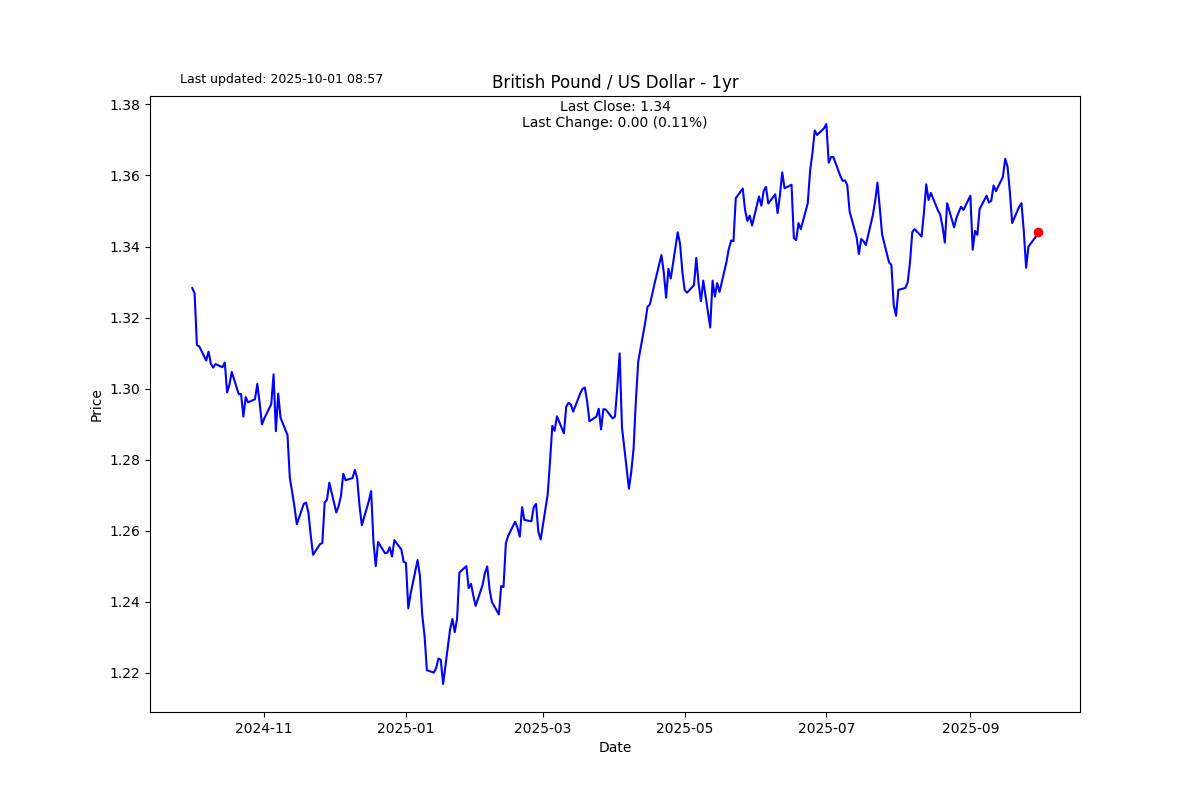 Last updated: 2025-10-01 08:57
British Pound / US Dollar - 1yr
Last Close: 1.34
Last Change: 0.00 (0.11%)
1.38
1.36
1.34
1.32
1.30
1.28
1.26
1.24
1.22
Price
2024-11
2025-01
2025-03
2025-05
2025-07
2025-09
Date